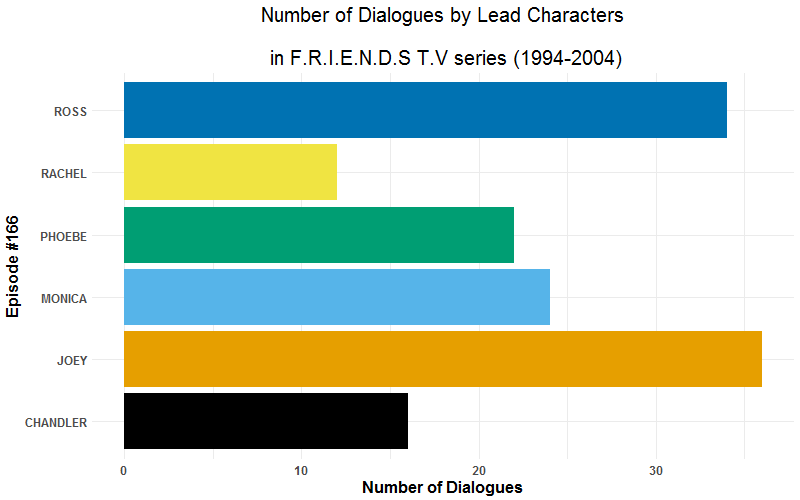 Number of Dialogues by Lead Characters
in F.R.I.E.N.D.S T.V series (1994-2004)
Episode #166
ROSS
RACHEL
PHOEBE
MONICA
JOEY
CHANDLER
0 10 20 30
Number of Dialogues